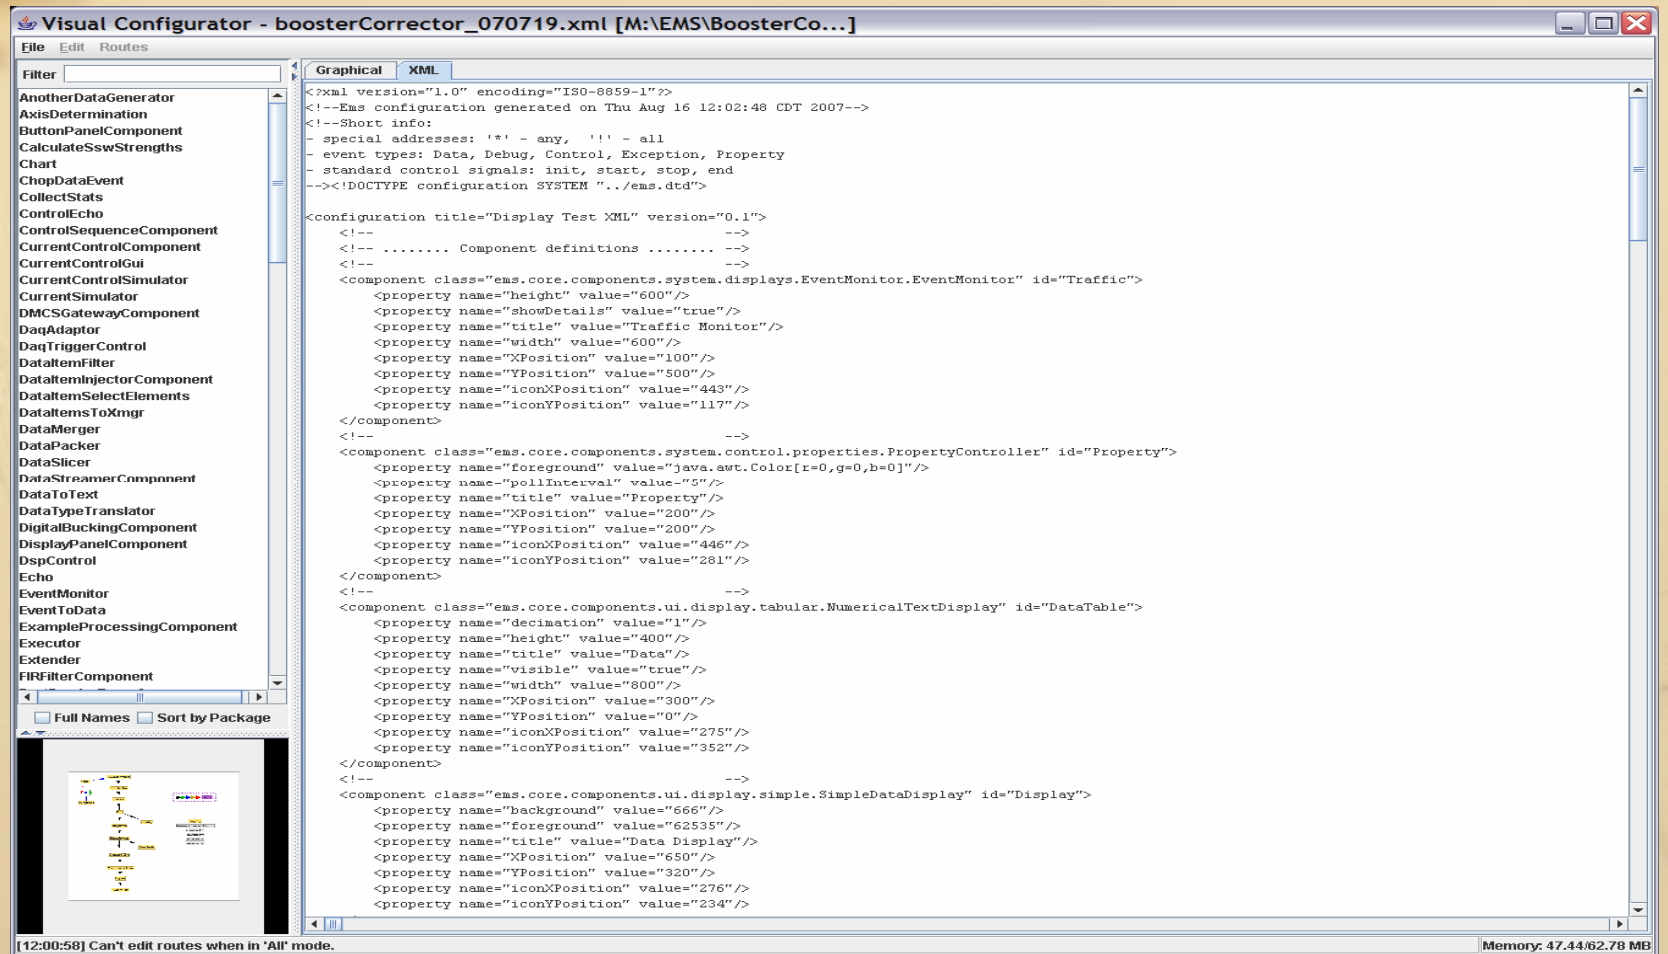 Visual Configurator - boosterCorrector_070719.xml [M:\EMS\BoosterCo...]
File Edit Routes
Filter
AnotherDataGenerator
AxisDetermination
ButtonPanelComponent
CalculateSswStrengths
Chart
ChopDataEvent
CollectStats
ControlEcho
ControlSequenceComponent
CurrentControlComponent
CurrentControlGui
CurrentControlSimulator
CurrentSimulator
DMCSGatewayComponent
DaqAdaptor
DaqTriggerControl
DataItemFilter
DataItemInjectorComponent
DataItemSelectElements
DataItemsToXmgr
DataMerger
DataPacker
DataSlicer
DataStreamerComponent
DataToText
DataTypeTranslator
DigitalBuckingComponent
DisplayPanelComponent
DspControl
Echo
EventMonitor
EventToData
ExampleProcessingComponent
Executor
Extender
FIRFilterComponent
Full Names Sort by Package
Graphical XML
<?xml version="1.0" encoding="ISO-8859-1"?>
<!--Ems configuration generated on Thu Aug 16 12:02:48 CDT 2007-->
<!--Short info:
- special addresses: '*' - any, '!' - all
- event types: Data, Debug, Control, Exception, Property
- standard control signals: init, start, stop, end
--><!DOCTYPE configuration SYSTEM "../ems.dtd">
<configuration title="Display Test XML" version="0.1">
<!-- -->
<!-- ........ Component definitions ........ -->
<!-- -->
<component class="ems.core.components.system.displays.EventMonitor.EventMonitor" id="Traffic">
<property name="height" value="600"/>
<property name="showDetails" value="true"/>
<property name="title" value="Traffic Monitor"/>
<property name="width" value="600"/>
<property name="XPosition" value="100"/>
<property name="YPosition" value="500"/>
<property name="iconXPosition" value="443"/>
<property name="iconYPosition" value="117"/>
</component>
<!-- -->
<component class="ems.core.components.system.control.properties.PropertyController" id="Property">
<property name="foreground" value="java.awt.Color[r=0,g=0,b=0]"/>
<property name="pollInterval" value="5"/>
<property name="title" value="Property"/>
<property name="XPosition" value="200"/>
<property name="YPosition" value="200"/>
<property name="iconXPosition" value="446"/>
<property name="iconYPosition" value="281"/>
</component>
<!-- -->
<component class="ems.core.components.ui.display.tabular.NumericalTextDisplay" id="DataTable">
<property name="decimation" value="1"/>
<property name="height" value="400"/>
<property name="title" value="Data"/>
<property name="visible" value="true"/>
<property name="width" value="800"/>
<property name="XPosition" value="300"/>
<property name="YPosition" value="0"/>
<property name="iconXPosition" value="275"/>
<property name="iconYPosition" value="352"/>
</component>
<!-- -->
<component class="ems.core.components.ui.display.simple.SimpleDataDisplay" id="Display">
<property name="background" value="666"/>
<property name="foreground" value="62535"/>
<property name="title" value="Data Display"/>
<property name="XPosition" value="650"/>
<property name="YPosition" value="320"/>
<property name="iconXPosition" value="276"/>
<property name="iconYPosition" value="234"/>
[12:00:58] Can't edit routes when in 'All' mode.
Memory: 47.44/62.78 MB